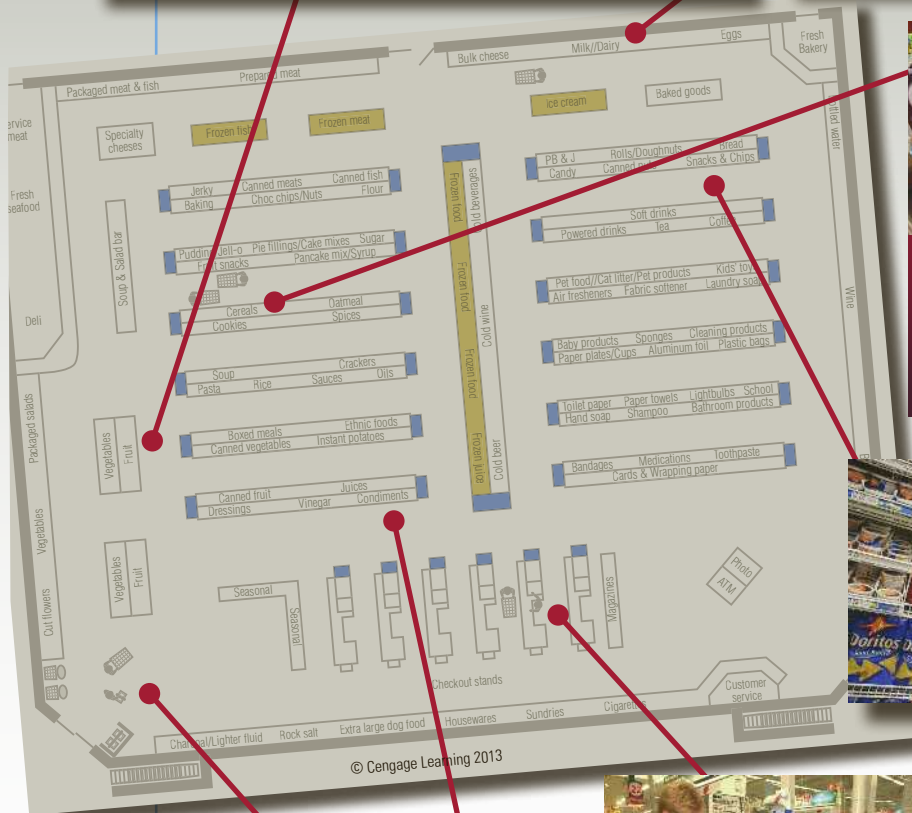 Bulk cheese
Milk//Dairy
Eggs
Fresh
Bakery
Packaged meat & fish
Prepared meat
meat
Specialty
cheeses
Frozen fish
Frozen meat
ice cream
Baked goods
Fresh
seafood
Deli
Soup & Salad bar
Jerky
Canned meats
Canned fish
Baking
Choc chips/Nuts
Flour
Pudding
Jell-o
Pie fillings/Cake mixes
Sugar
Fruit snacks
Pancake mix/Syrup
Cereals
Oatmeal
Cookies
Spices
Soup
Crackers
Pasta
Rice
Sauces
Oils
Boxed meals
Ethnic foods
Canned vegetables
Instant potatoes
Canned fruit
Juices
Dressings
Vinegar
Condiments
Frozen food
Frozen food
Frozen food
Frozen juice
Cold beverages
Cold wine
Cold beer
PB & J
Rolls/Doughnuts
Bread
Candy
Canned nuts
Snacks & Chips
Soft drinks
Powered drinks
Tea
Coffee
Pet food//Cat litter/Pet products
Kids' toys
Air fresheners
Fabric softener
Laundry soap
Baby products
Sponges
Cleaning products
Paper plates/Cups
Aluminum foil
Plastic bags
Toilet paper
Paper towels
Lightbulbs
School
Hand soap
Shampoo
Bathroom products
Bandages
Medications
Toothpaste
Cards & Wrapping paper
Bottled water
Wine
Packaged salads
Vegetables
Cut flowers
Vegetables
Fruit
Vegetables
Fruit
Seasonal
Seasonal
Magazines
Photo
ATM
Checkout stands
Customer
service
Charcoal/Lighter fluid
Rock salt
Extra large dog food
Housewares
Sundries
Cigarettes
© Cengage Learning 2013
Doritos